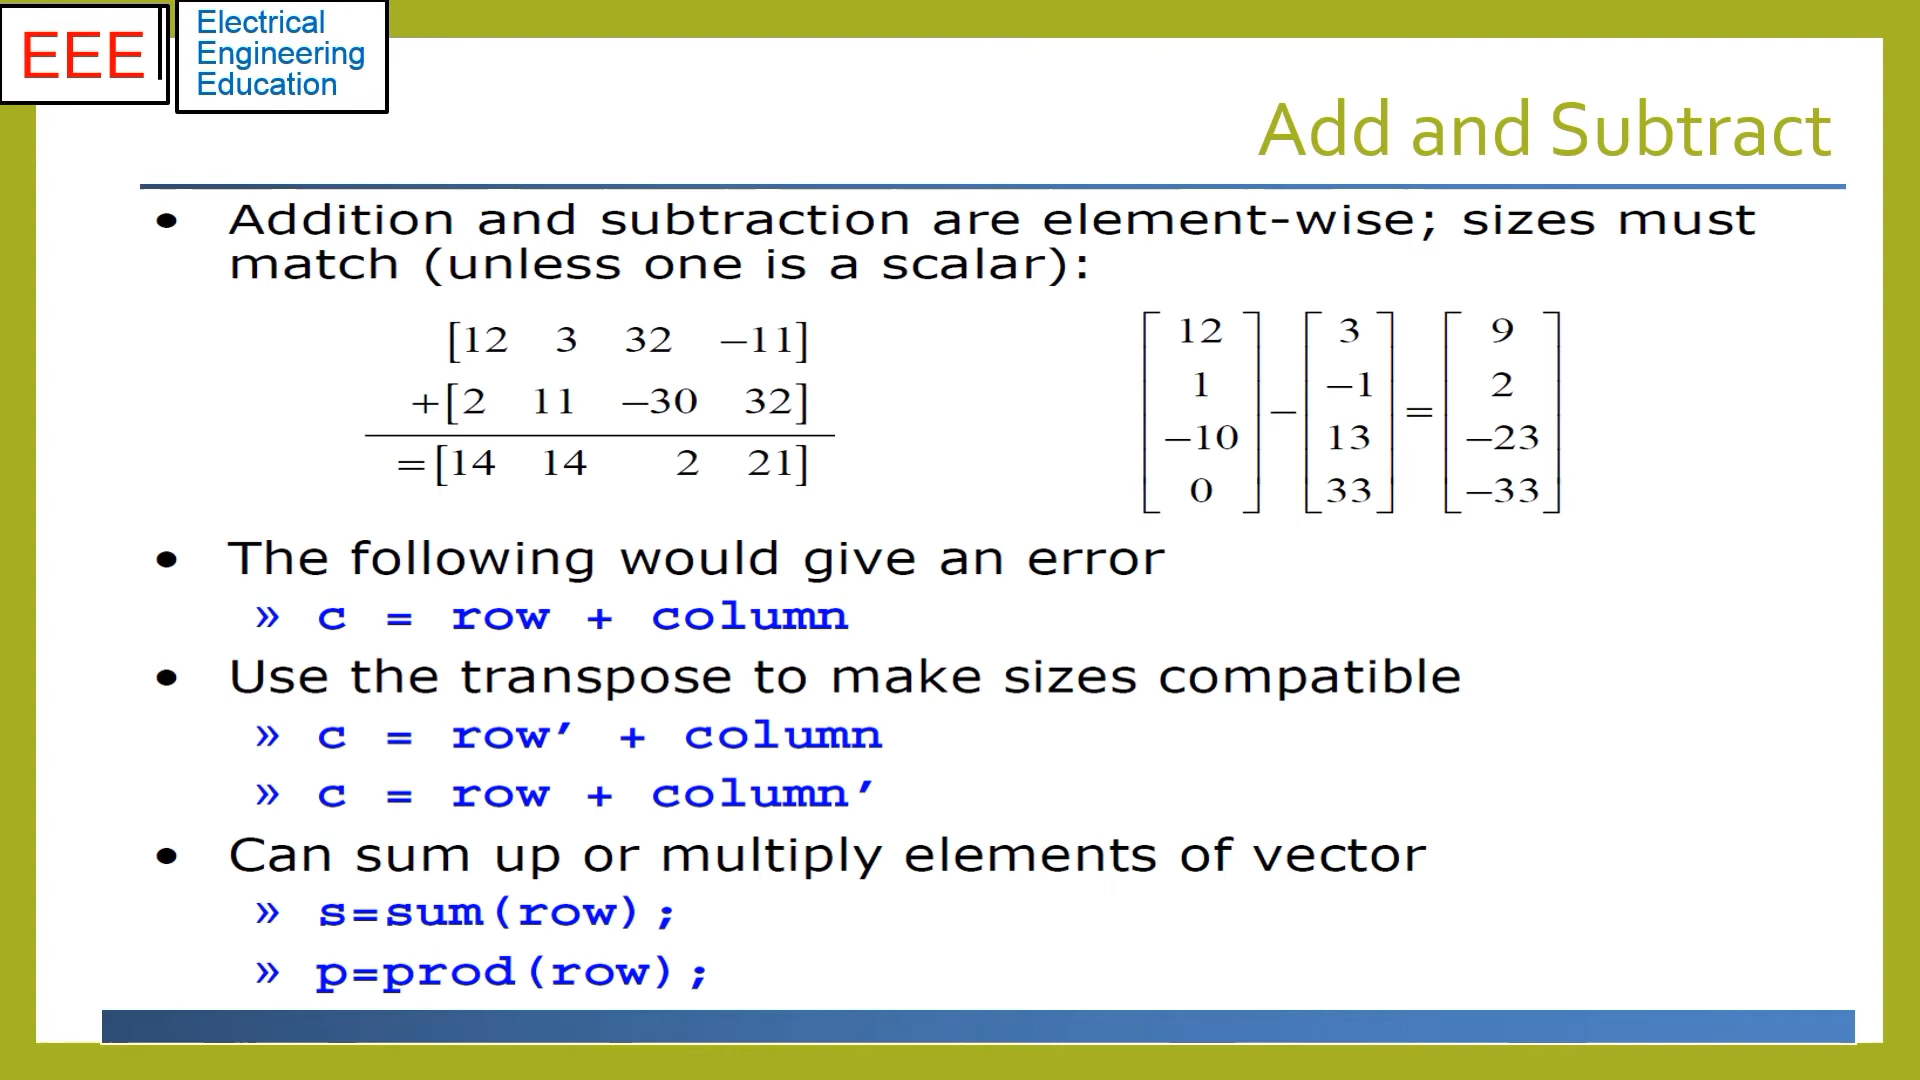 EEE
Electrical
Engineering
Education
Add and Subtract
• Addition and subtraction are element-wise; sizes must
match (unless one is a scalar):
[12 3 32 −11]
+[2 11 −30 32]
=[14 14 2 21]
[12 1 −10 0] − [3 −1 13 33] = [9 2 −23 −33]
• The following would give an error
» c = row + column
• Use the transpose to make sizes compatible
» c = row’ + column
» c = row + column’
• Can sum up or multiply elements of vector
» s=sum(row);
» p=prod(row);